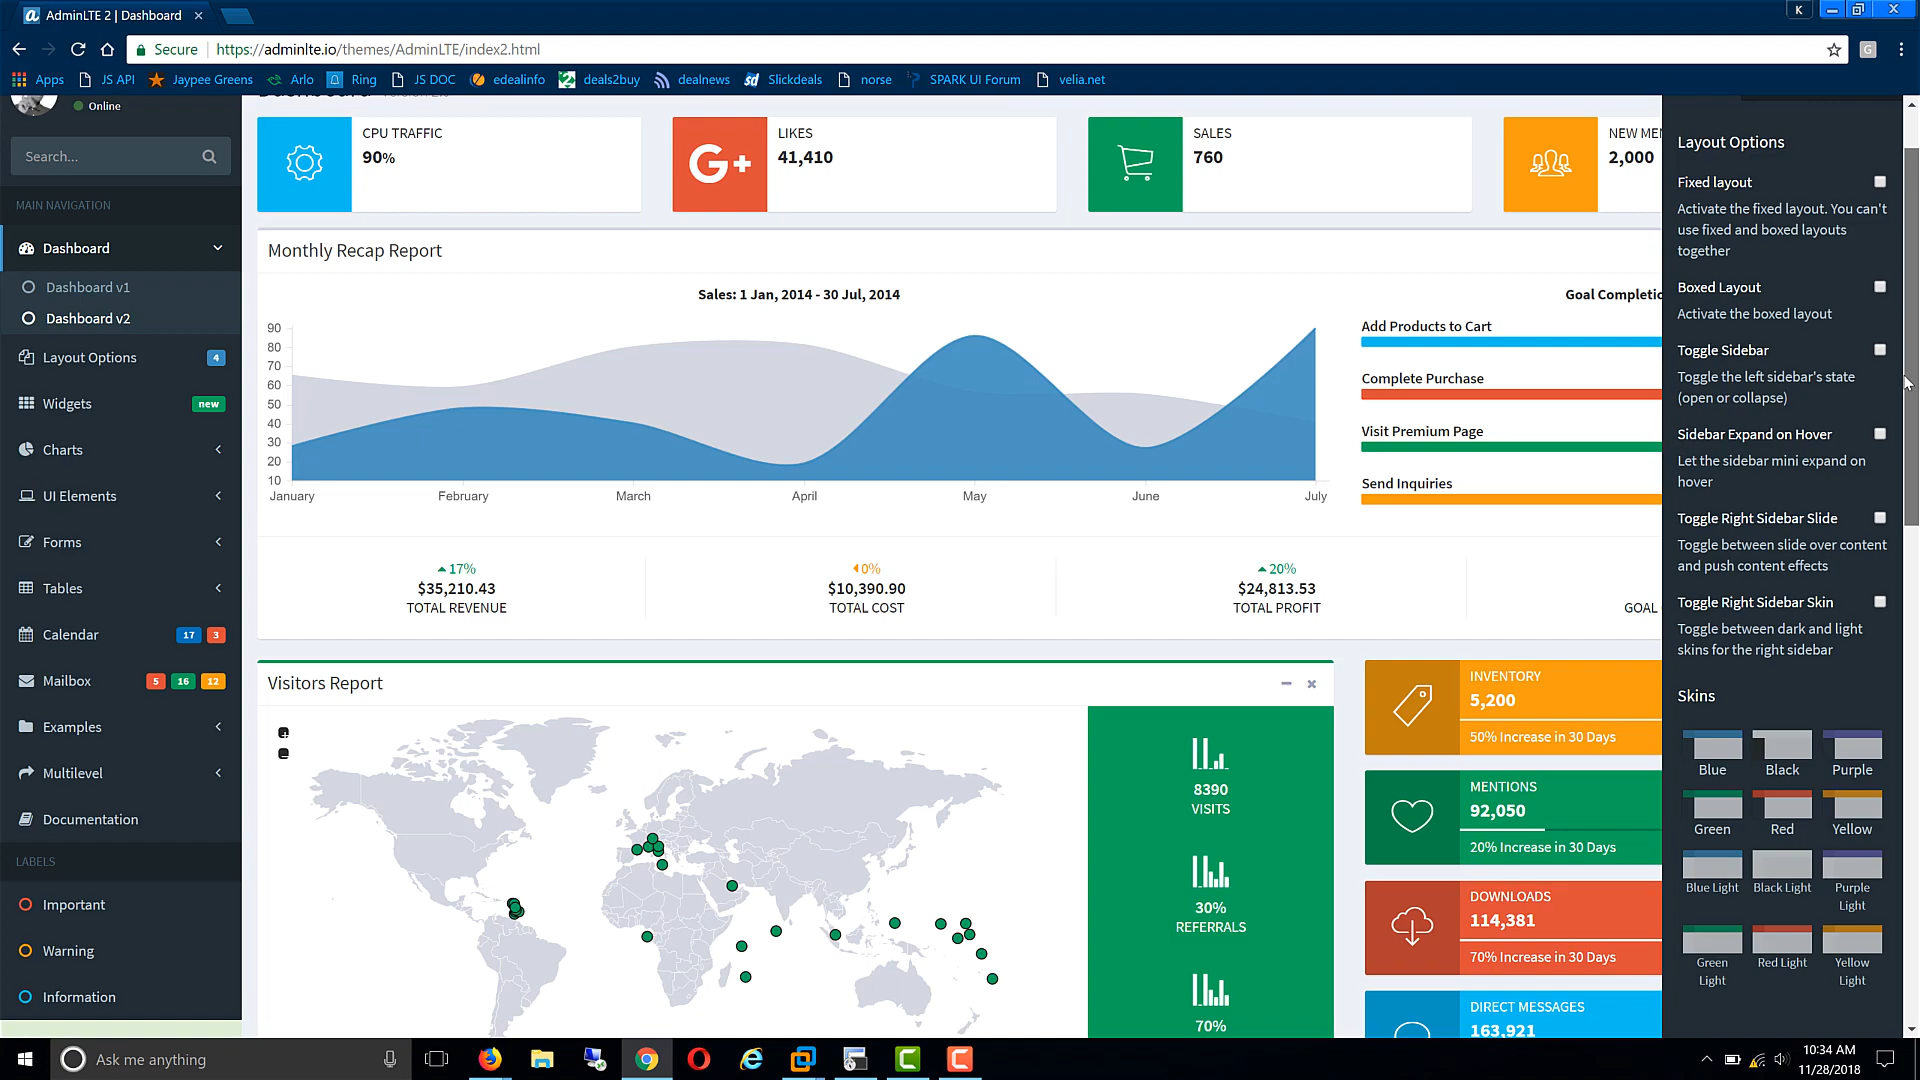 AdminLTE 2 | Dashboard
K
Secure
https://adminlte.io/themes/AdminLTE/index2.html
G
Apps
JS API
Jaypee Greens
Arlo
Ring
JS DOC
edealinfo
deals2buy
dealnews
sd
Slickdeals
norse
SPARK UI Forum
velia.net
Online
Search...
MAIN NAVIGATION
Dashboard
Dashboard v1
Dashboard v2
Layout Options 4
Widgets new
Charts
UI Elements
Forms
Tables
Calendar 17 3
Mailbox 5 16 12
Examples
Multilevel
Documentation
LABELS
Important
Warning
Information
CPU TRAFFIC
90%
G+
LIKES
41,410
SALES
760
NEW MEM
2,000
Monthly Recap Report
Sales: 1 Jan, 2014 - 30 Jul, 2014
90
80
70
60
50
40
30
20
10
January February March April May June July
Goal Completio
Add Products to Cart
Complete Purchase
Visit Premium Page
Send Inquiries
17%
$35,210.43
TOTAL REVENUE
0%
$10,390.90
TOTAL COST
20%
$24,813.53
TOTAL PROFIT
GOAL
Visitors Report
8390
VISITS
30%
REFERRALS
70%
INVENTORY
5,200
50% Increase in 30 Days
MENTIONS
92,050
20% Increase in 30 Days
DOWNLOADS
114,381
70% Increase in 30 Days
DIRECT MESSAGES
163,921
Layout Options
Fixed layout
Activate the fixed layout. You can't
use fixed and boxed layouts
together
Boxed Layout
Activate the boxed layout
Toggle Sidebar
Toggle the left sidebar's state
(open or collapse)
Sidebar Expand on Hover
Let the sidebar mini expand on
hover
Toggle Right Sidebar Slide
Toggle between slide over content
and push content effects
Toggle Right Sidebar Skin
Toggle between dark and light
skins for the right sidebar
Skins
Blue Black Purple
Green Red Yellow
Blue Light Black Light Purple
Light
Green Red Light Yellow
Light Light
Ask me anything
10:34 AM
11/28/2018